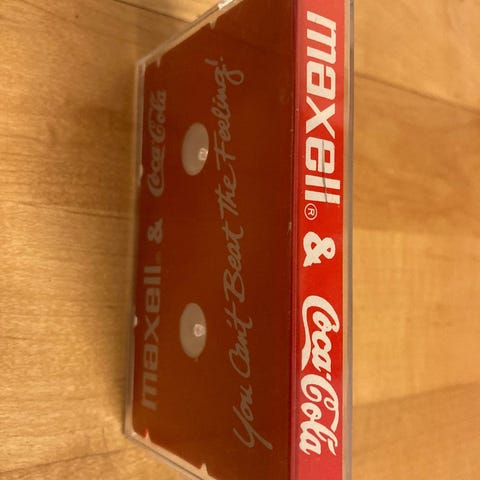 maxell® & Coca-Cola
maxell® & Coca-Cola
You Can't Beat The Feeling!